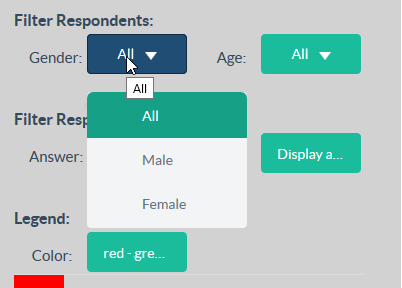 Filter Respondents:
Gender: All Age: All
All
Filter Resp
All
Answer: Display a...
Male
Female
Legend:
Color: red - gre...